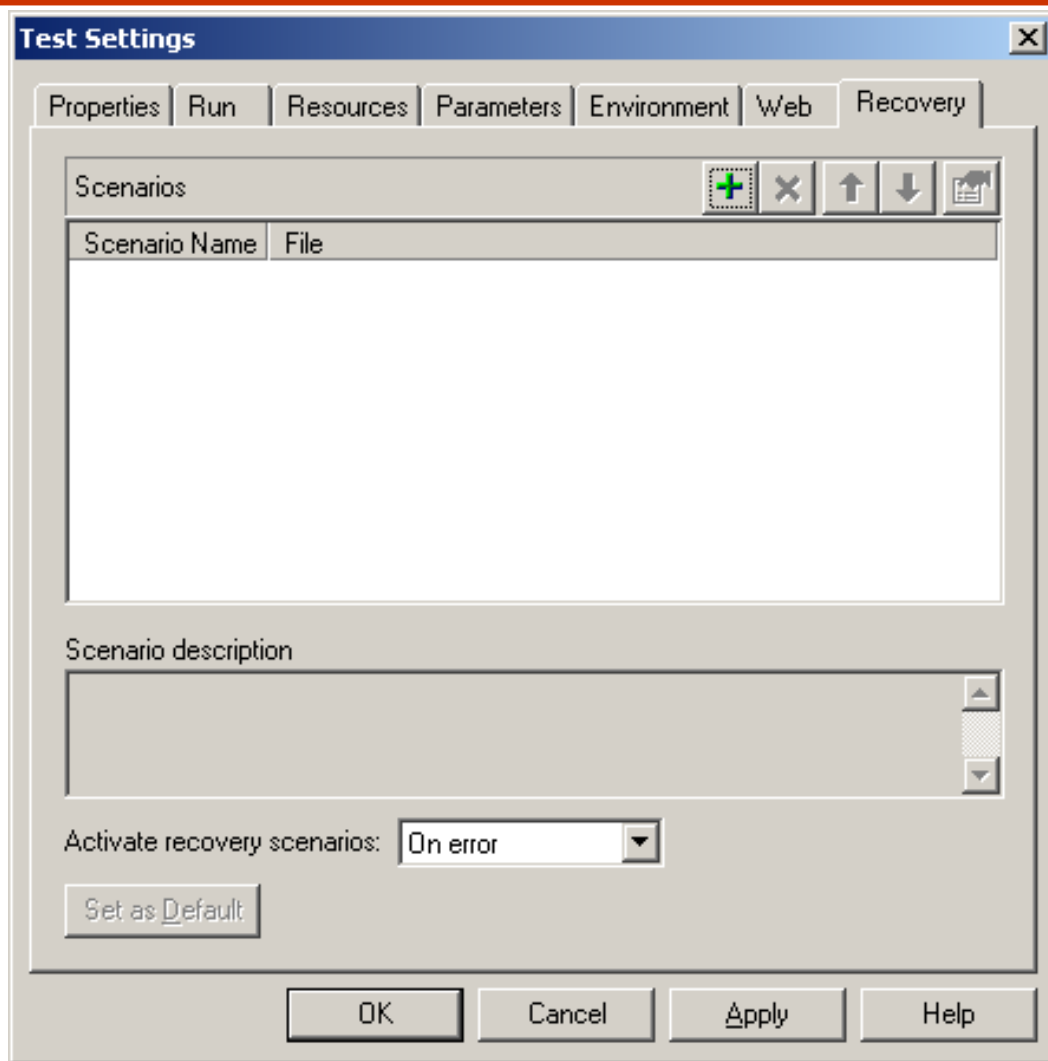 Test Settings
Properties Run Resources Parameters Environment Web Recovery
Scenarios
Scenario Name File
Scenario description
Activate recovery scenarios: On error
Set as Default
OK Cancel Apply Help